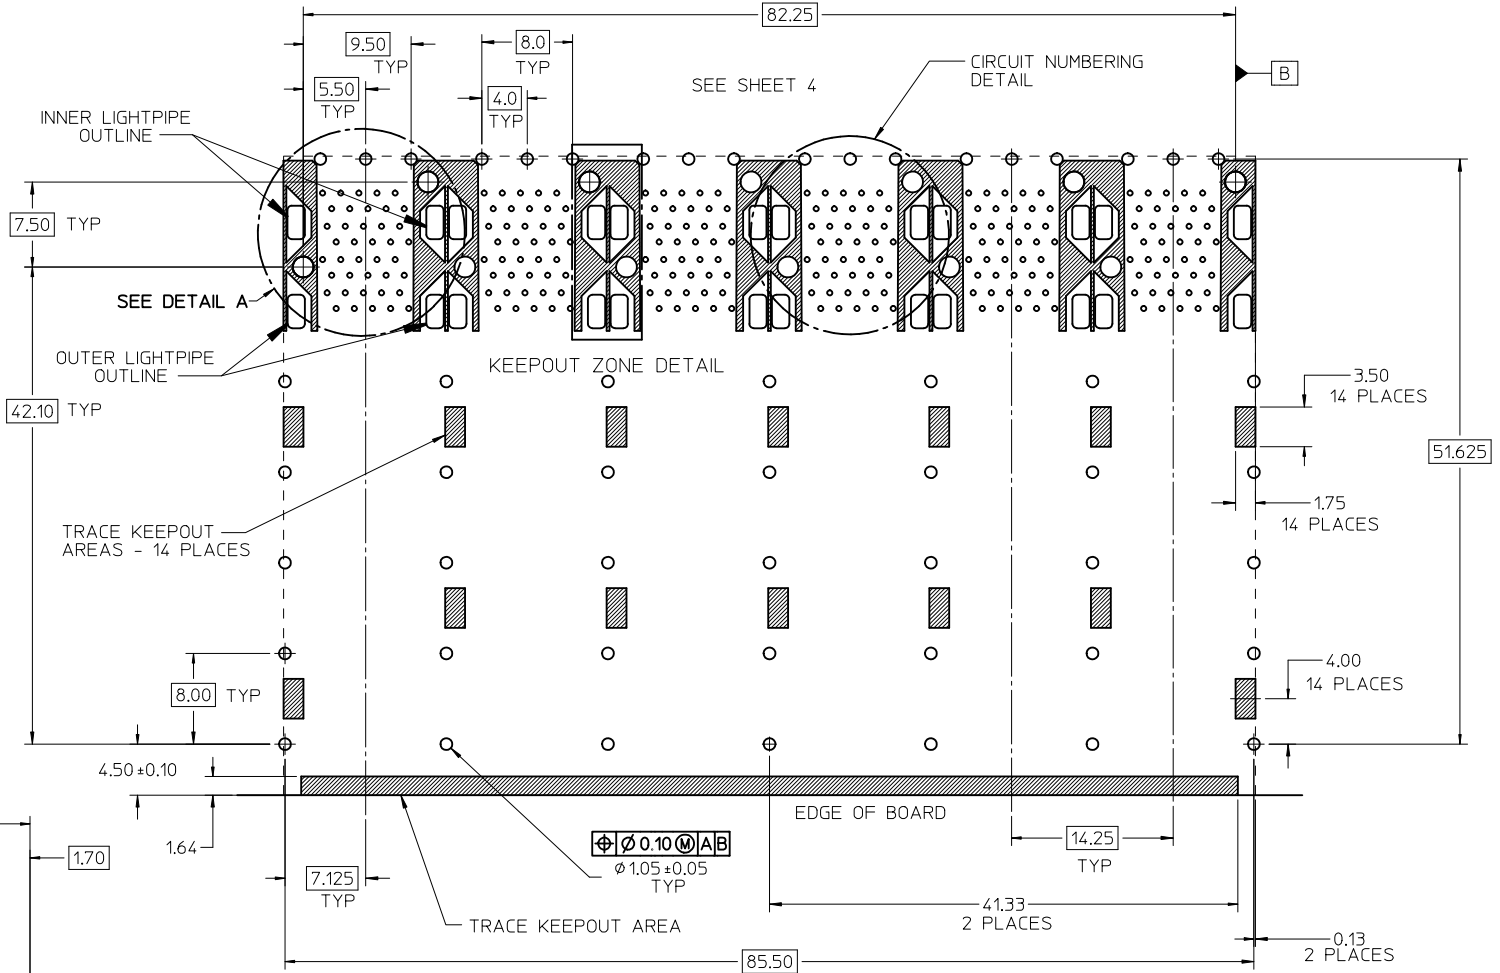 82.25
9.50
TYP
8.0
TYP
5.50
TYP
4.0
TYP
SEE SHEET 4
CIRCUIT NUMBERING
DETAIL
B
INNER LIGHTPIPE
OUTLINE
7.50 TYP
SEE DETAIL A
OUTER LIGHTPIPE
OUTLINE
KEEPOUT ZONE DETAIL
42.10 TYP
3.50
14 PLACES
51.625
1.75
14 PLACES
TRACE KEEPOUT
AREAS - 14 PLACES
8.00 TYP
4.00
14 PLACES
4.50±0.10
EDGE OF BOARD
1.64
1.70
⌖ ⌀ 0.10 Ⓜ A B
⌀1.05±0.05
TYP
14.25
TYP
7.125
TYP
TRACE KEEPOUT AREA
41.33
2 PLACES
0.13
2 PLACES
85.50